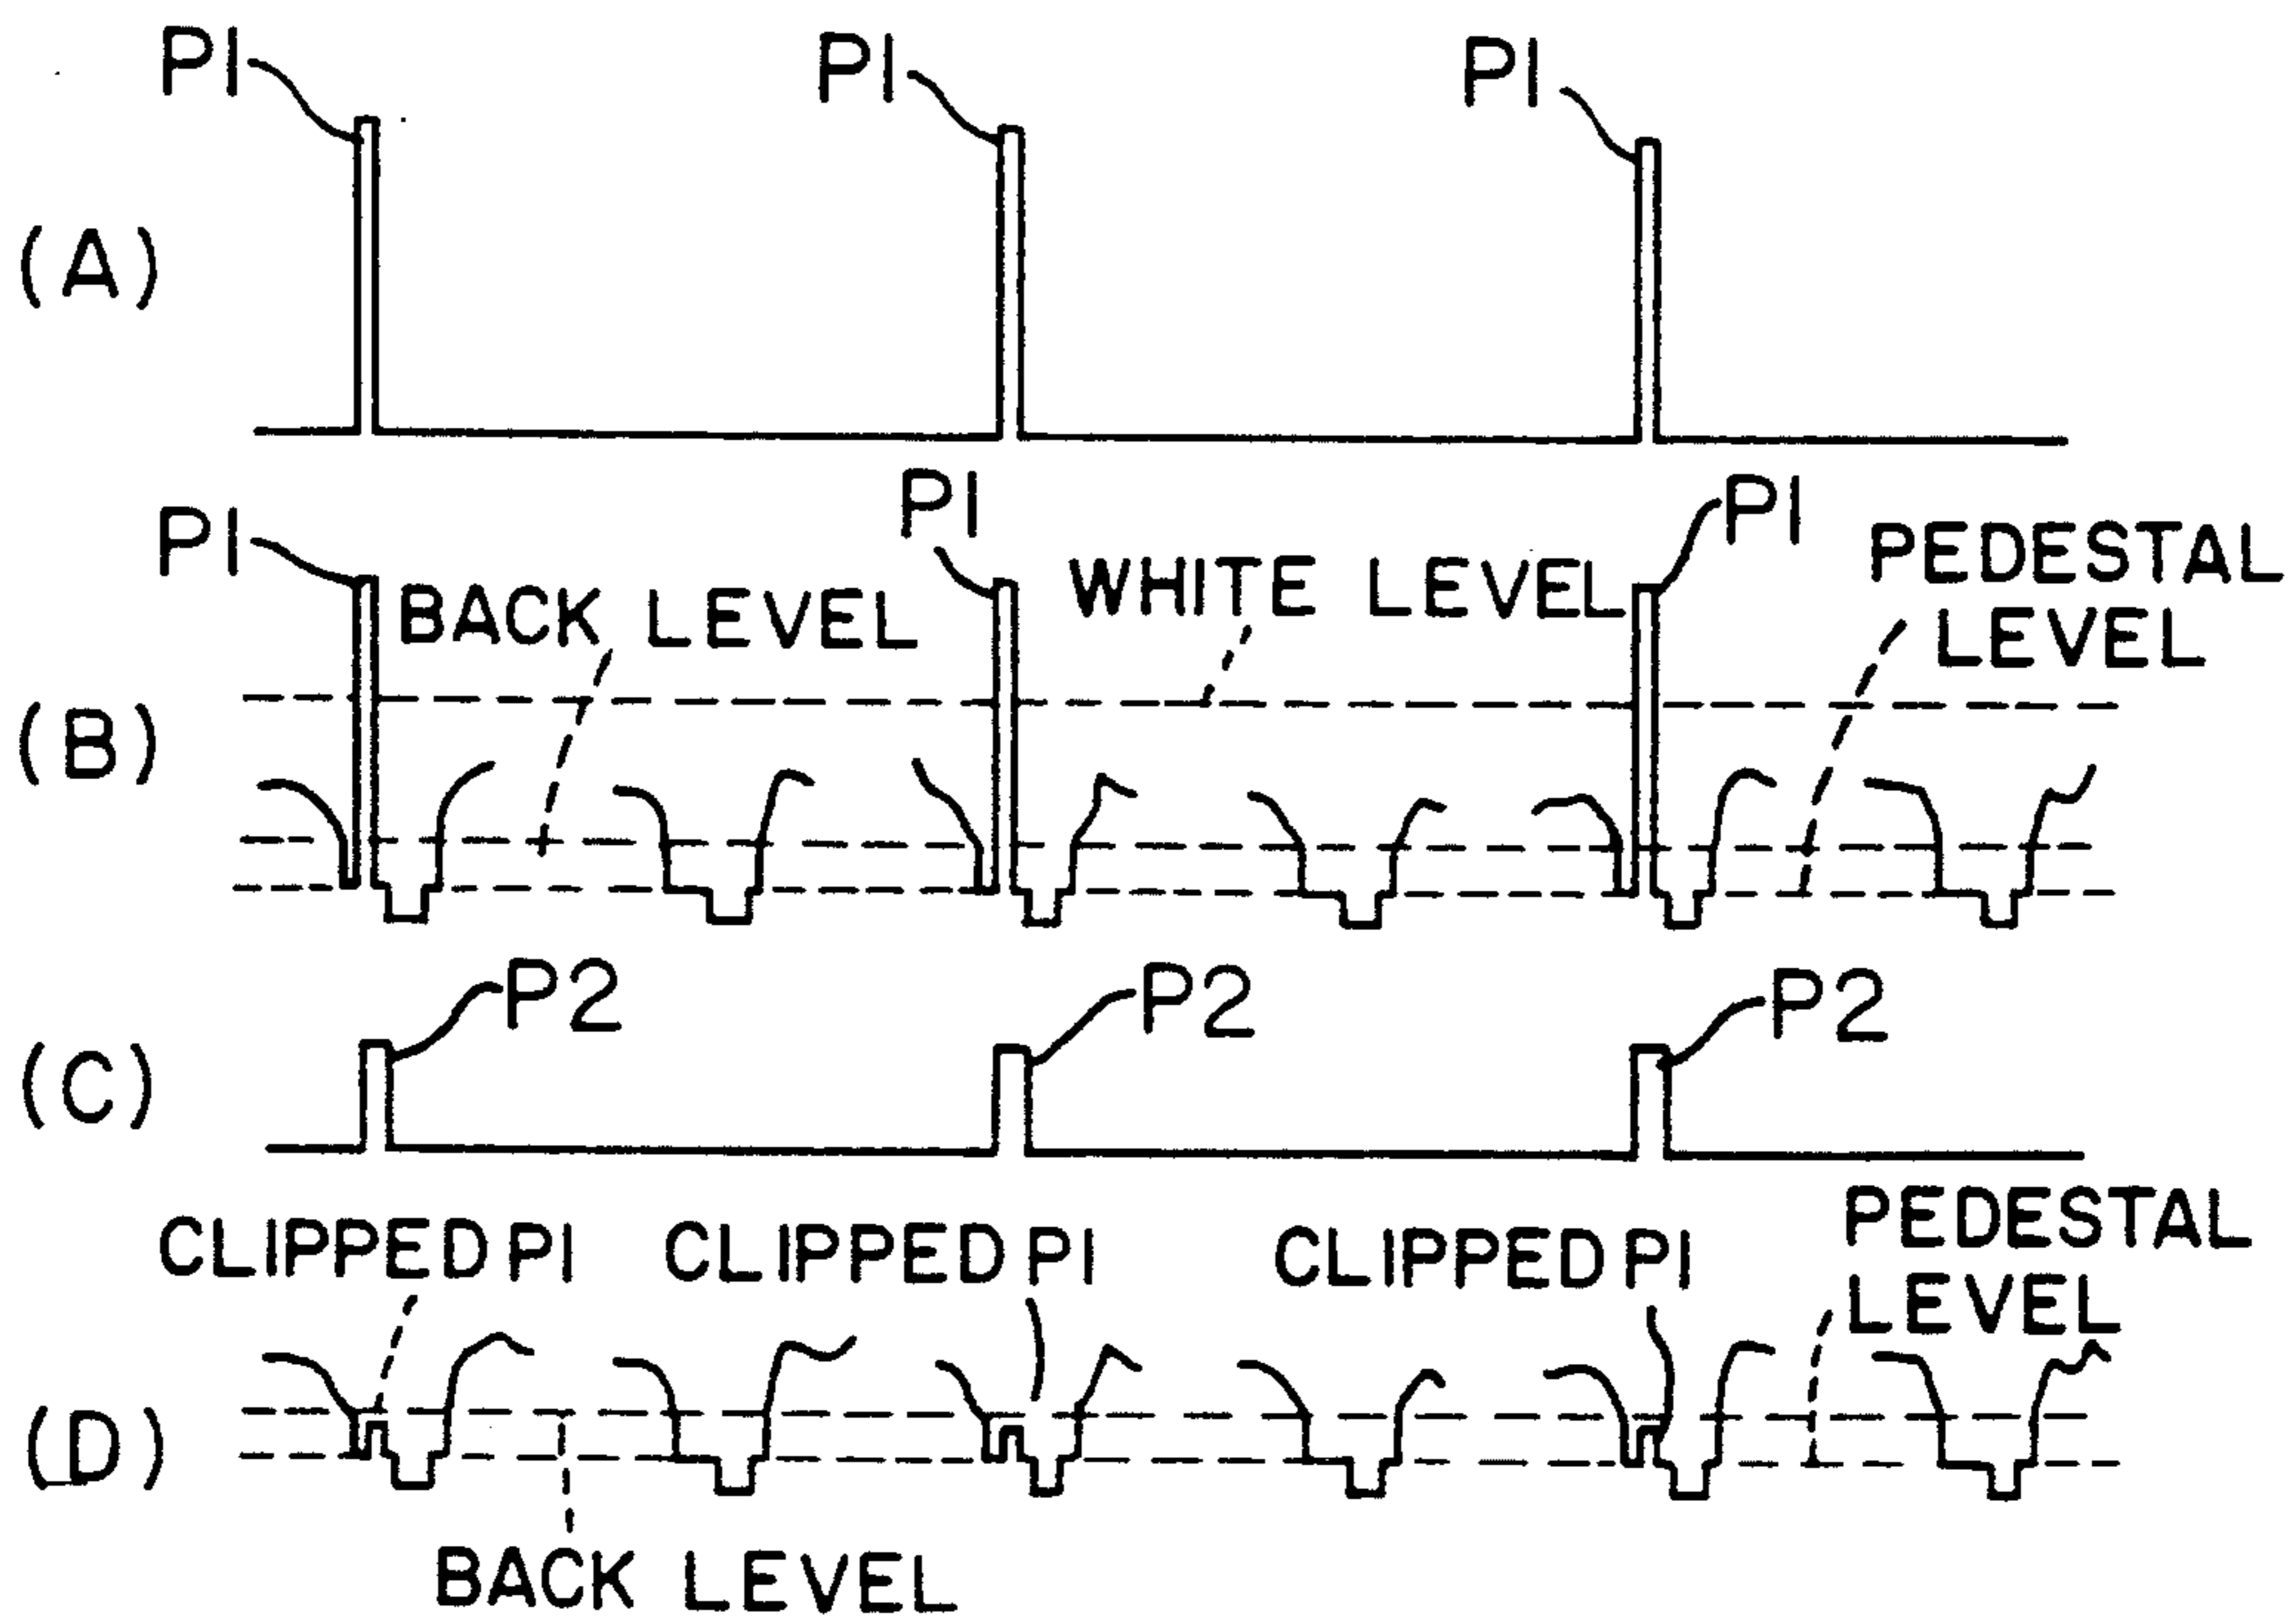 P1 P1 P1
(A)
P1 P1 P1
BACK LEVEL WHITE LEVEL PEDESTAL
LEVEL
(B)
P2 P2 P2
(C)
CLIPPED P1 CLIPPED P1 CLIPPED P1 PEDESTAL
LEVEL
(D)
BACK LEVEL